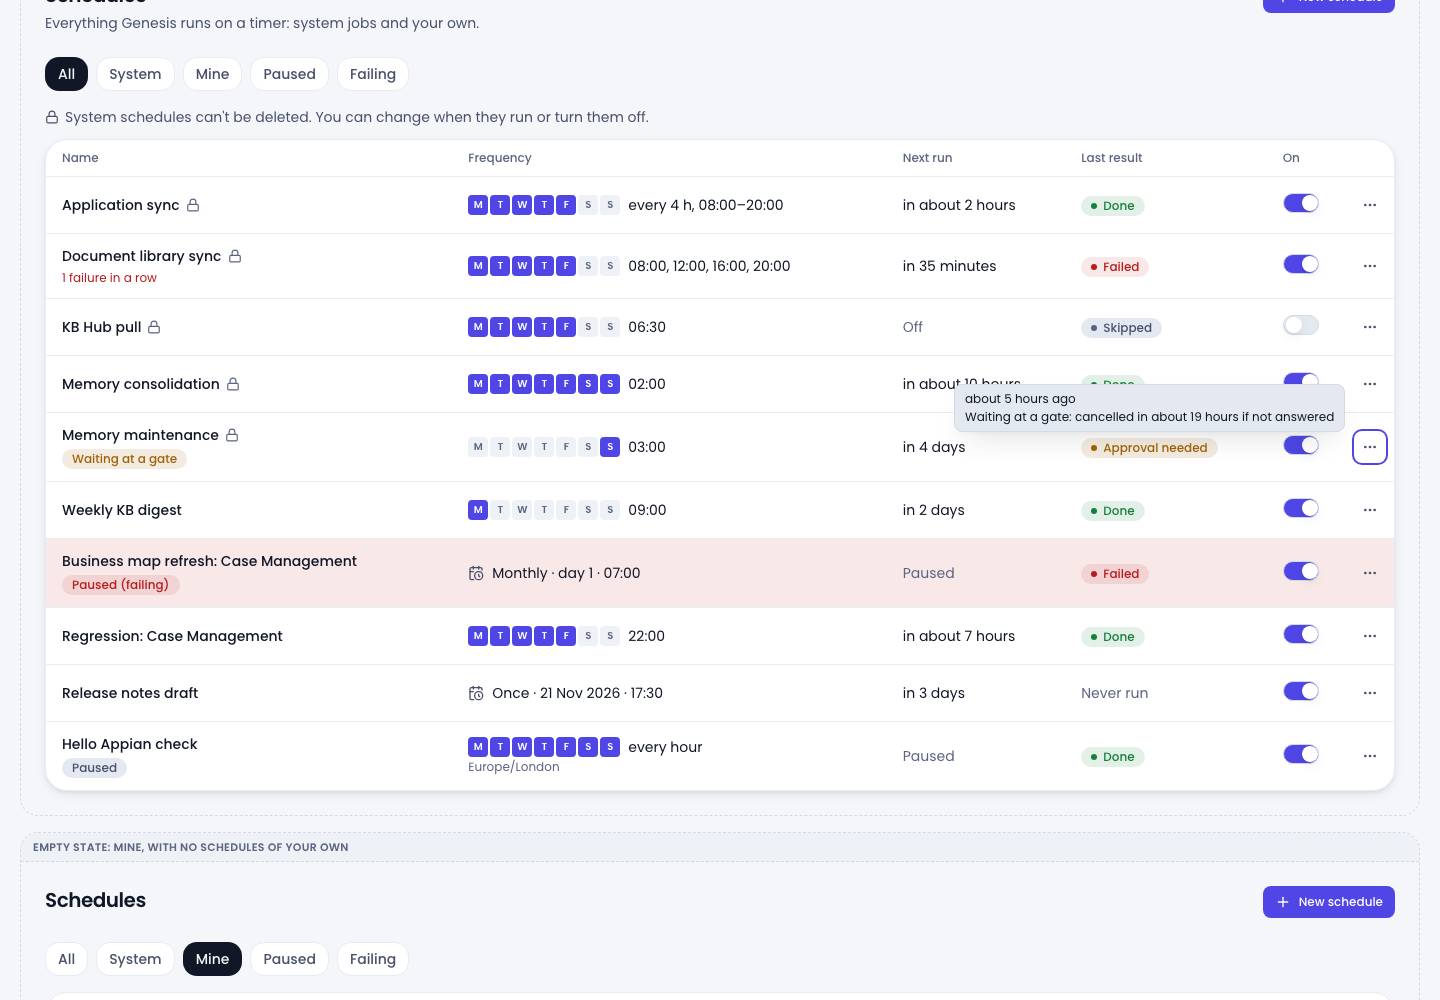 Everything Genesis runs on a timer: system jobs and your own.
All System Mine Paused Failing
System schedules can't be deleted. You can change when they run or turn them off.
Name Frequency Next run Last result On
Application sync M T W T F S S every 4 h, 08:00–20:00 in about 2 hours Done
Document library sync M T W T F S S 08:00, 12:00, 16:00, 20:00 in 35 minutes Failed
1 failure in a row
KB Hub pull M T W T F S S 06:30 Off Skipped
Memory consolidation M T W T F S S 02:00 in about 10 hours Done
about 5 hours ago
Waiting at a gate: cancelled in about 19 hours if not answered
Memory maintenance M T W T F S S 03:00 in 4 days Approval needed
Waiting at a gate
Weekly KB digest M T W T F S S 09:00 in 2 days Done
Business map refresh: Case Management Monthly · day 1 · 07:00 Paused Failed
Paused (failing)
Regression: Case Management M T W T F S S 22:00 in about 7 hours Done
Release notes draft Once · 21 Nov 2026 · 17:30 in 3 days Never run
Hello Appian check M T W T F S S every hour Paused Done
Paused Europe/London
EMPTY STATE: MINE, WITH NO SCHEDULES OF YOUR OWN
Schedules New schedule
All System Mine Paused Failing